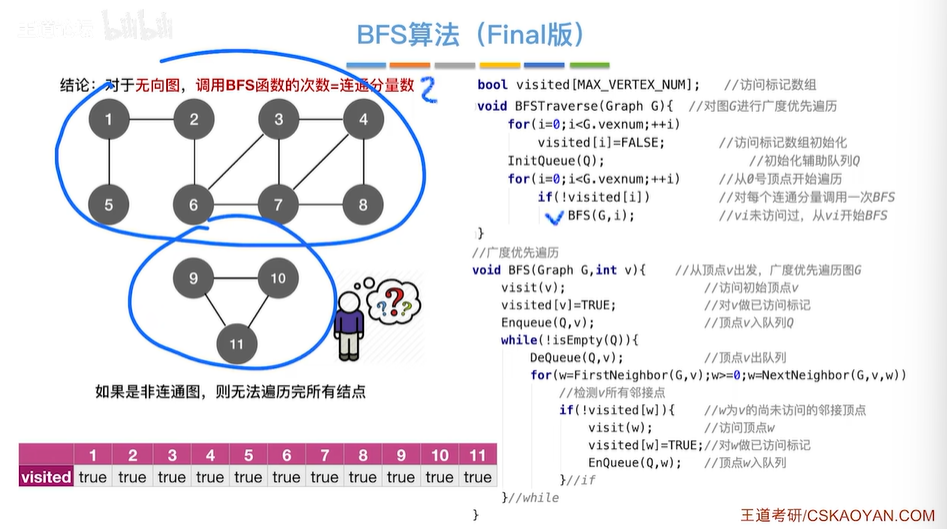 bilibili
BFS算法（Final版）
结论：对于无向图，调用BFS函数的次数=连通分量数
2
1
2
3
4
5
6
7
8
9
10
11
???
如果是非连通图，则无法遍历完所有结点
1 2 3 4 5 6 7 8 9 10 11
visited true true true true true true true true true true true
bool visited[MAX_VERTEX_NUM]; //访问标记数组
void BFSTraverse(Graph G){ //对图G进行广度优先遍历
for(i=0;i<G.vexnum;++i)
visited[i]=FALSE; //访问标记数组初始化
InitQueue(Q); //初始化辅助队列Q
for(i=0;i<G.vexnum;++i) //从0号顶点开始遍历
if(!visited[i]) //对每个连通分量调用一次BFS
BFS(G,i); //vi未访问过，从vi开始BFS
}
//广度优先遍历
void BFS(Graph G,int v){ //从顶点v出发，广度优先遍历图G
visit(v); //访问初始顶点v
visited[v]=TRUE; //对v做已访问标记
Enqueue(Q,v); //顶点v入队列Q
while(!isEmpty(Q)){
DeQueue(Q,v); //顶点v出队列
for(w=FirstNeighbor(G,v);w>=0;w=NextNeighbor(G,v,w))
//检测v所有邻接点
if(!visited[w]){ //w为v的尚未访问的邻接顶点
visit(w); //访问顶点w
visited[w]=TRUE;//对w做已访问标记
EnQueue(Q,w); //顶点w入队列
}//if
}//while
}
王道考研/CSKAOYAN.COM